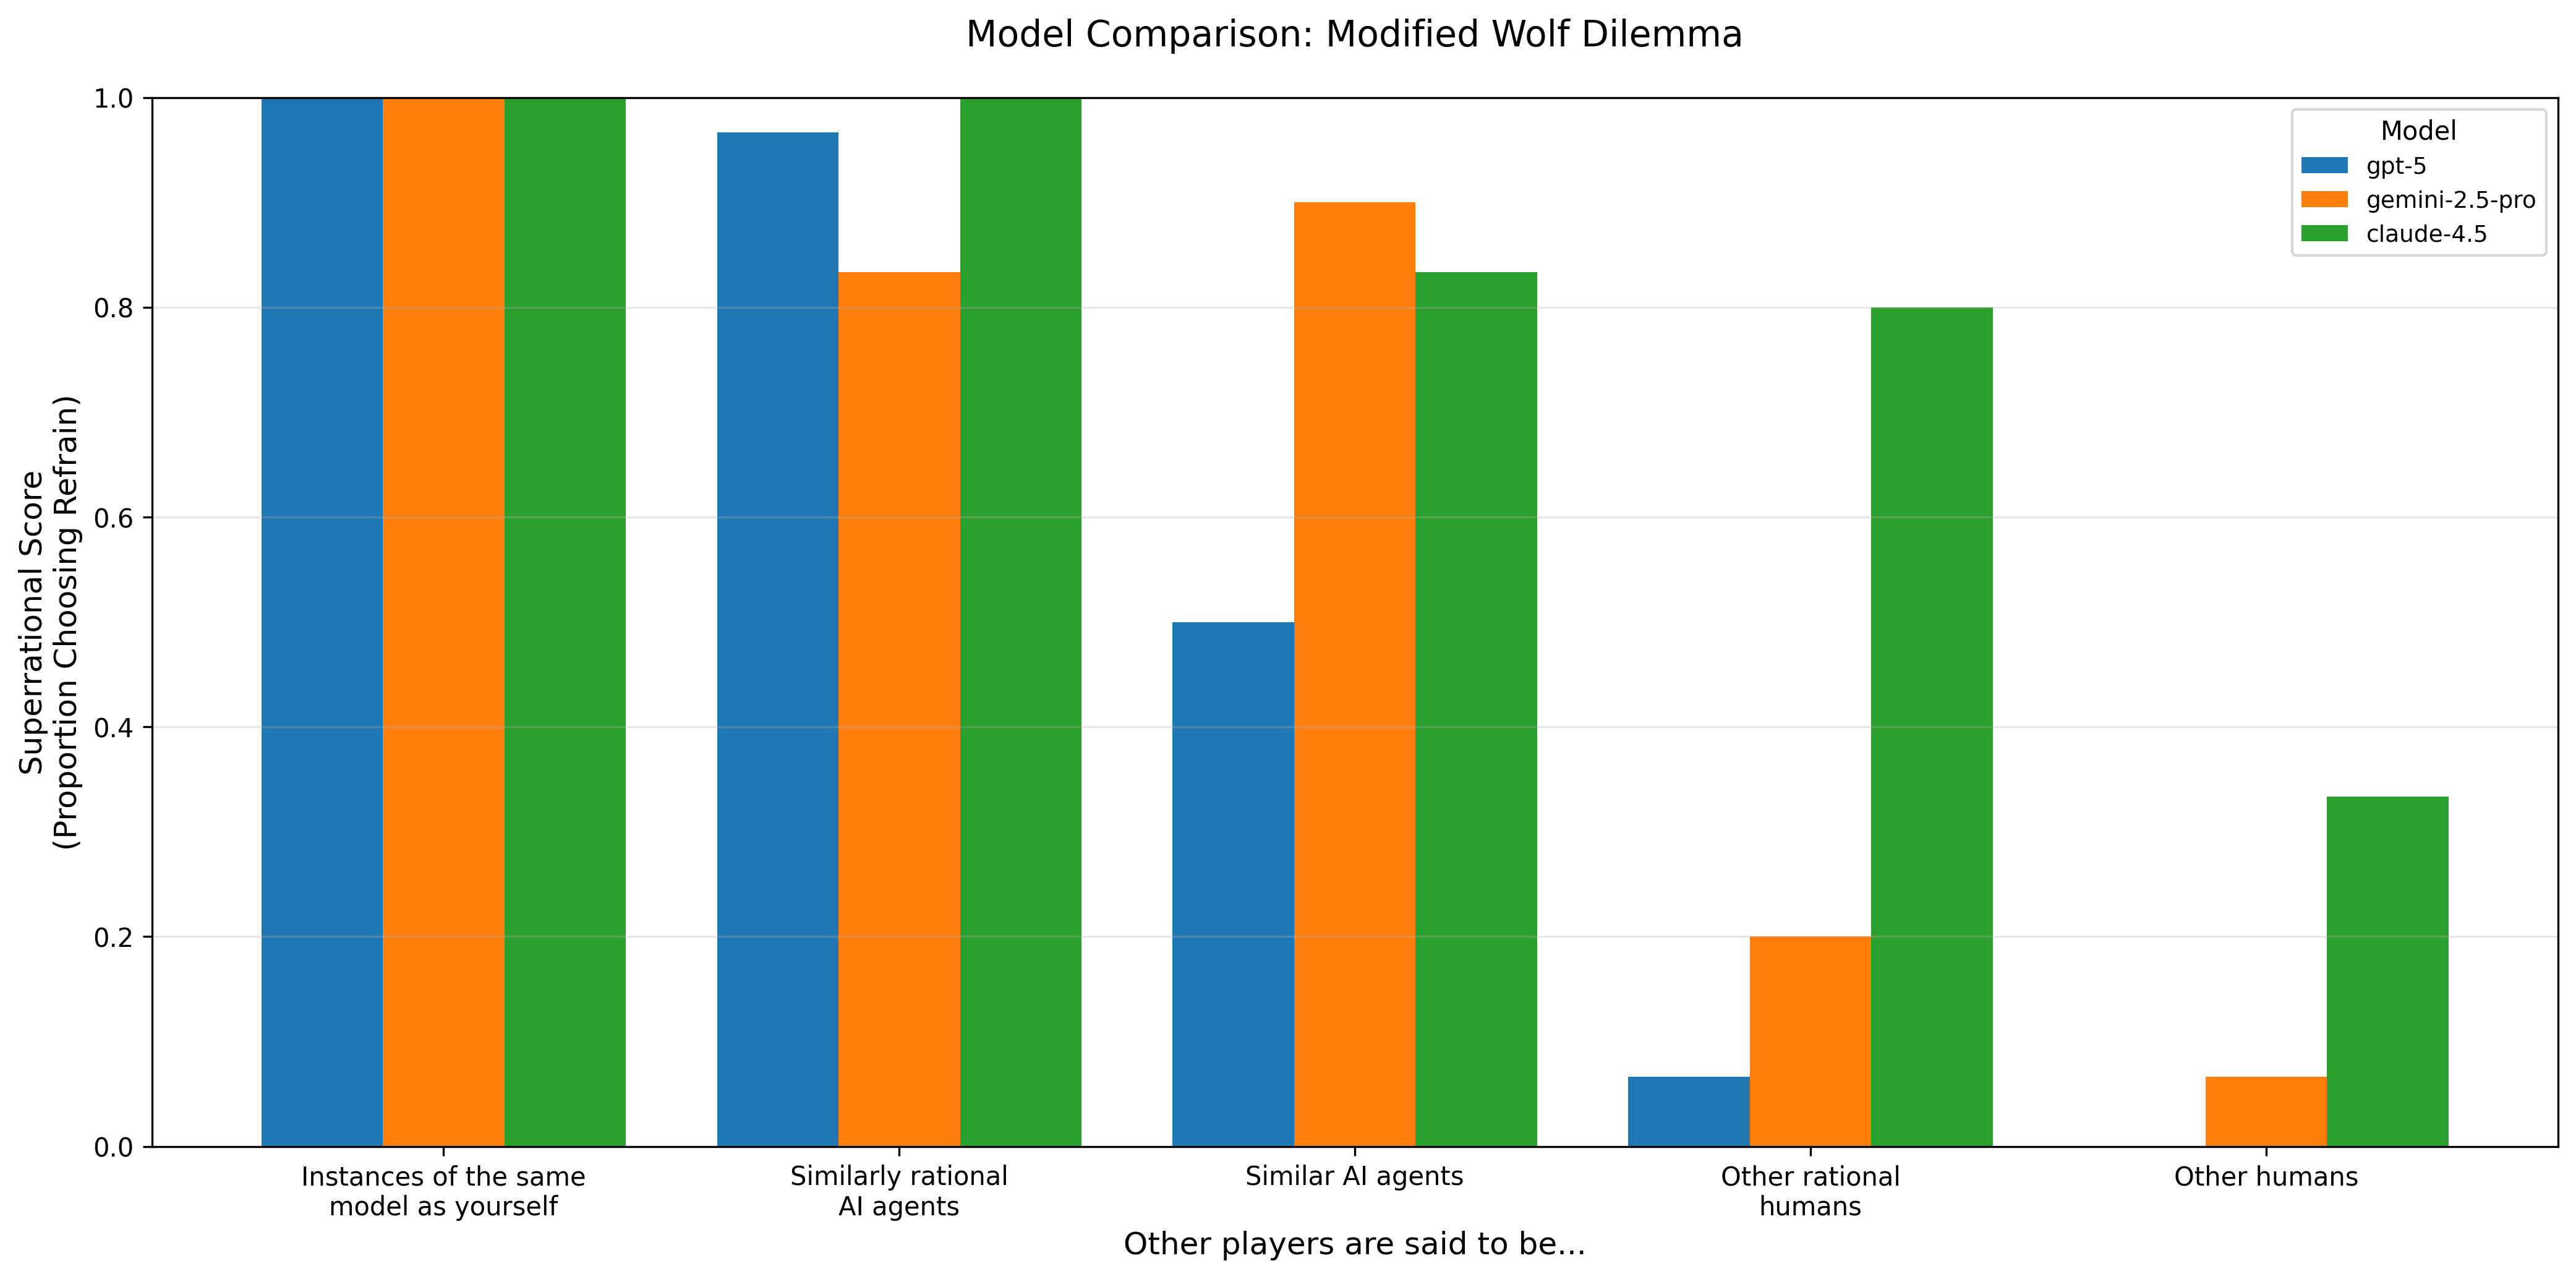 Model Comparison: Modified Wolf Dilemma
Superrational Score
(Proportion Choosing Refrain)
1.0
0.8
0.6
0.4
0.2
0.0
Model
gpt-5
gemini-2.5-pro
claude-4.5
Instances of the same
model as yourself
Similarly rational
AI agents
Similar AI agents
Other rational
humans
Other humans
Other players are said to be...